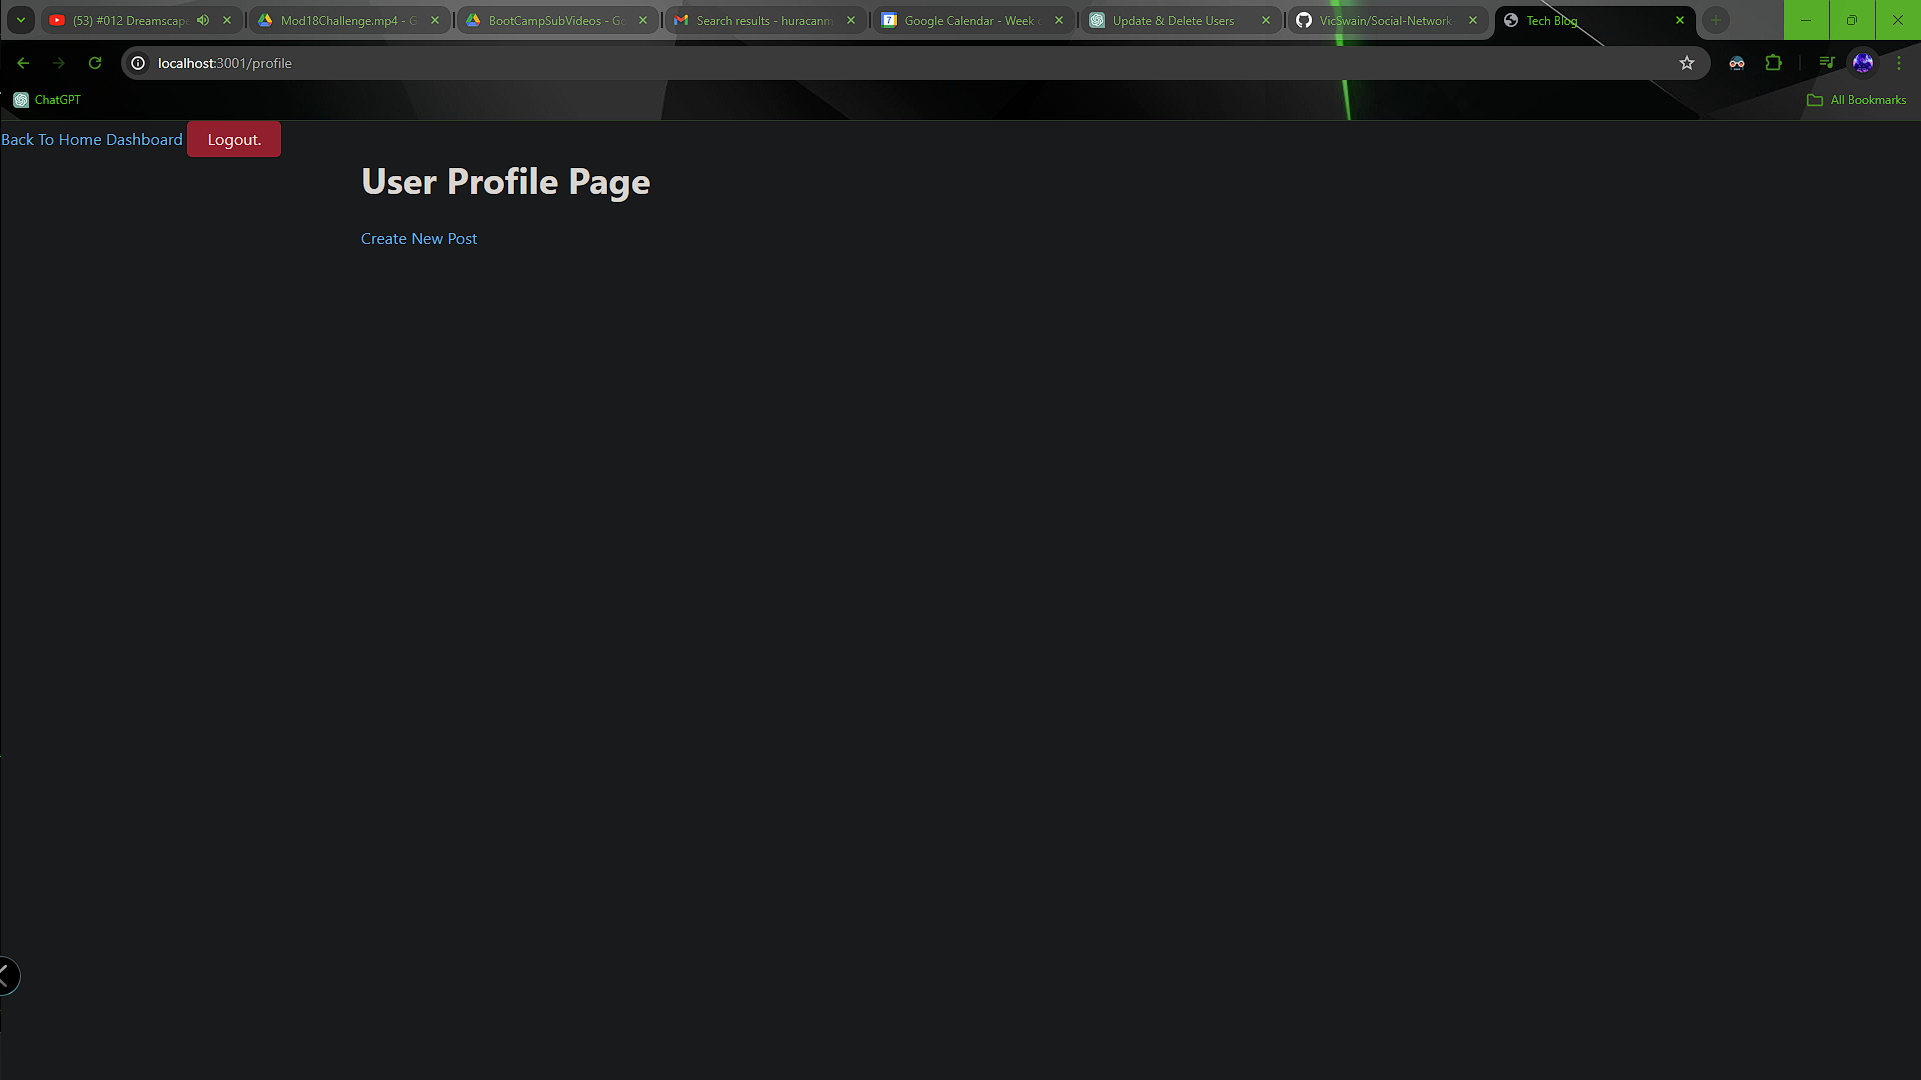 (53) #012 Dreamscape
Mod18Challenge.mp4 - G
BootCampSubVideos - Go
Search results - huracanm
7
Google Calendar - Week o
Update & Delete Users
VicSwain/Social-Network-
Tech Blog
localhost:3001/profile
ChatGPT
All Bookmarks
Back To Home Dashboard Logout.
User Profile Page
Create New Post